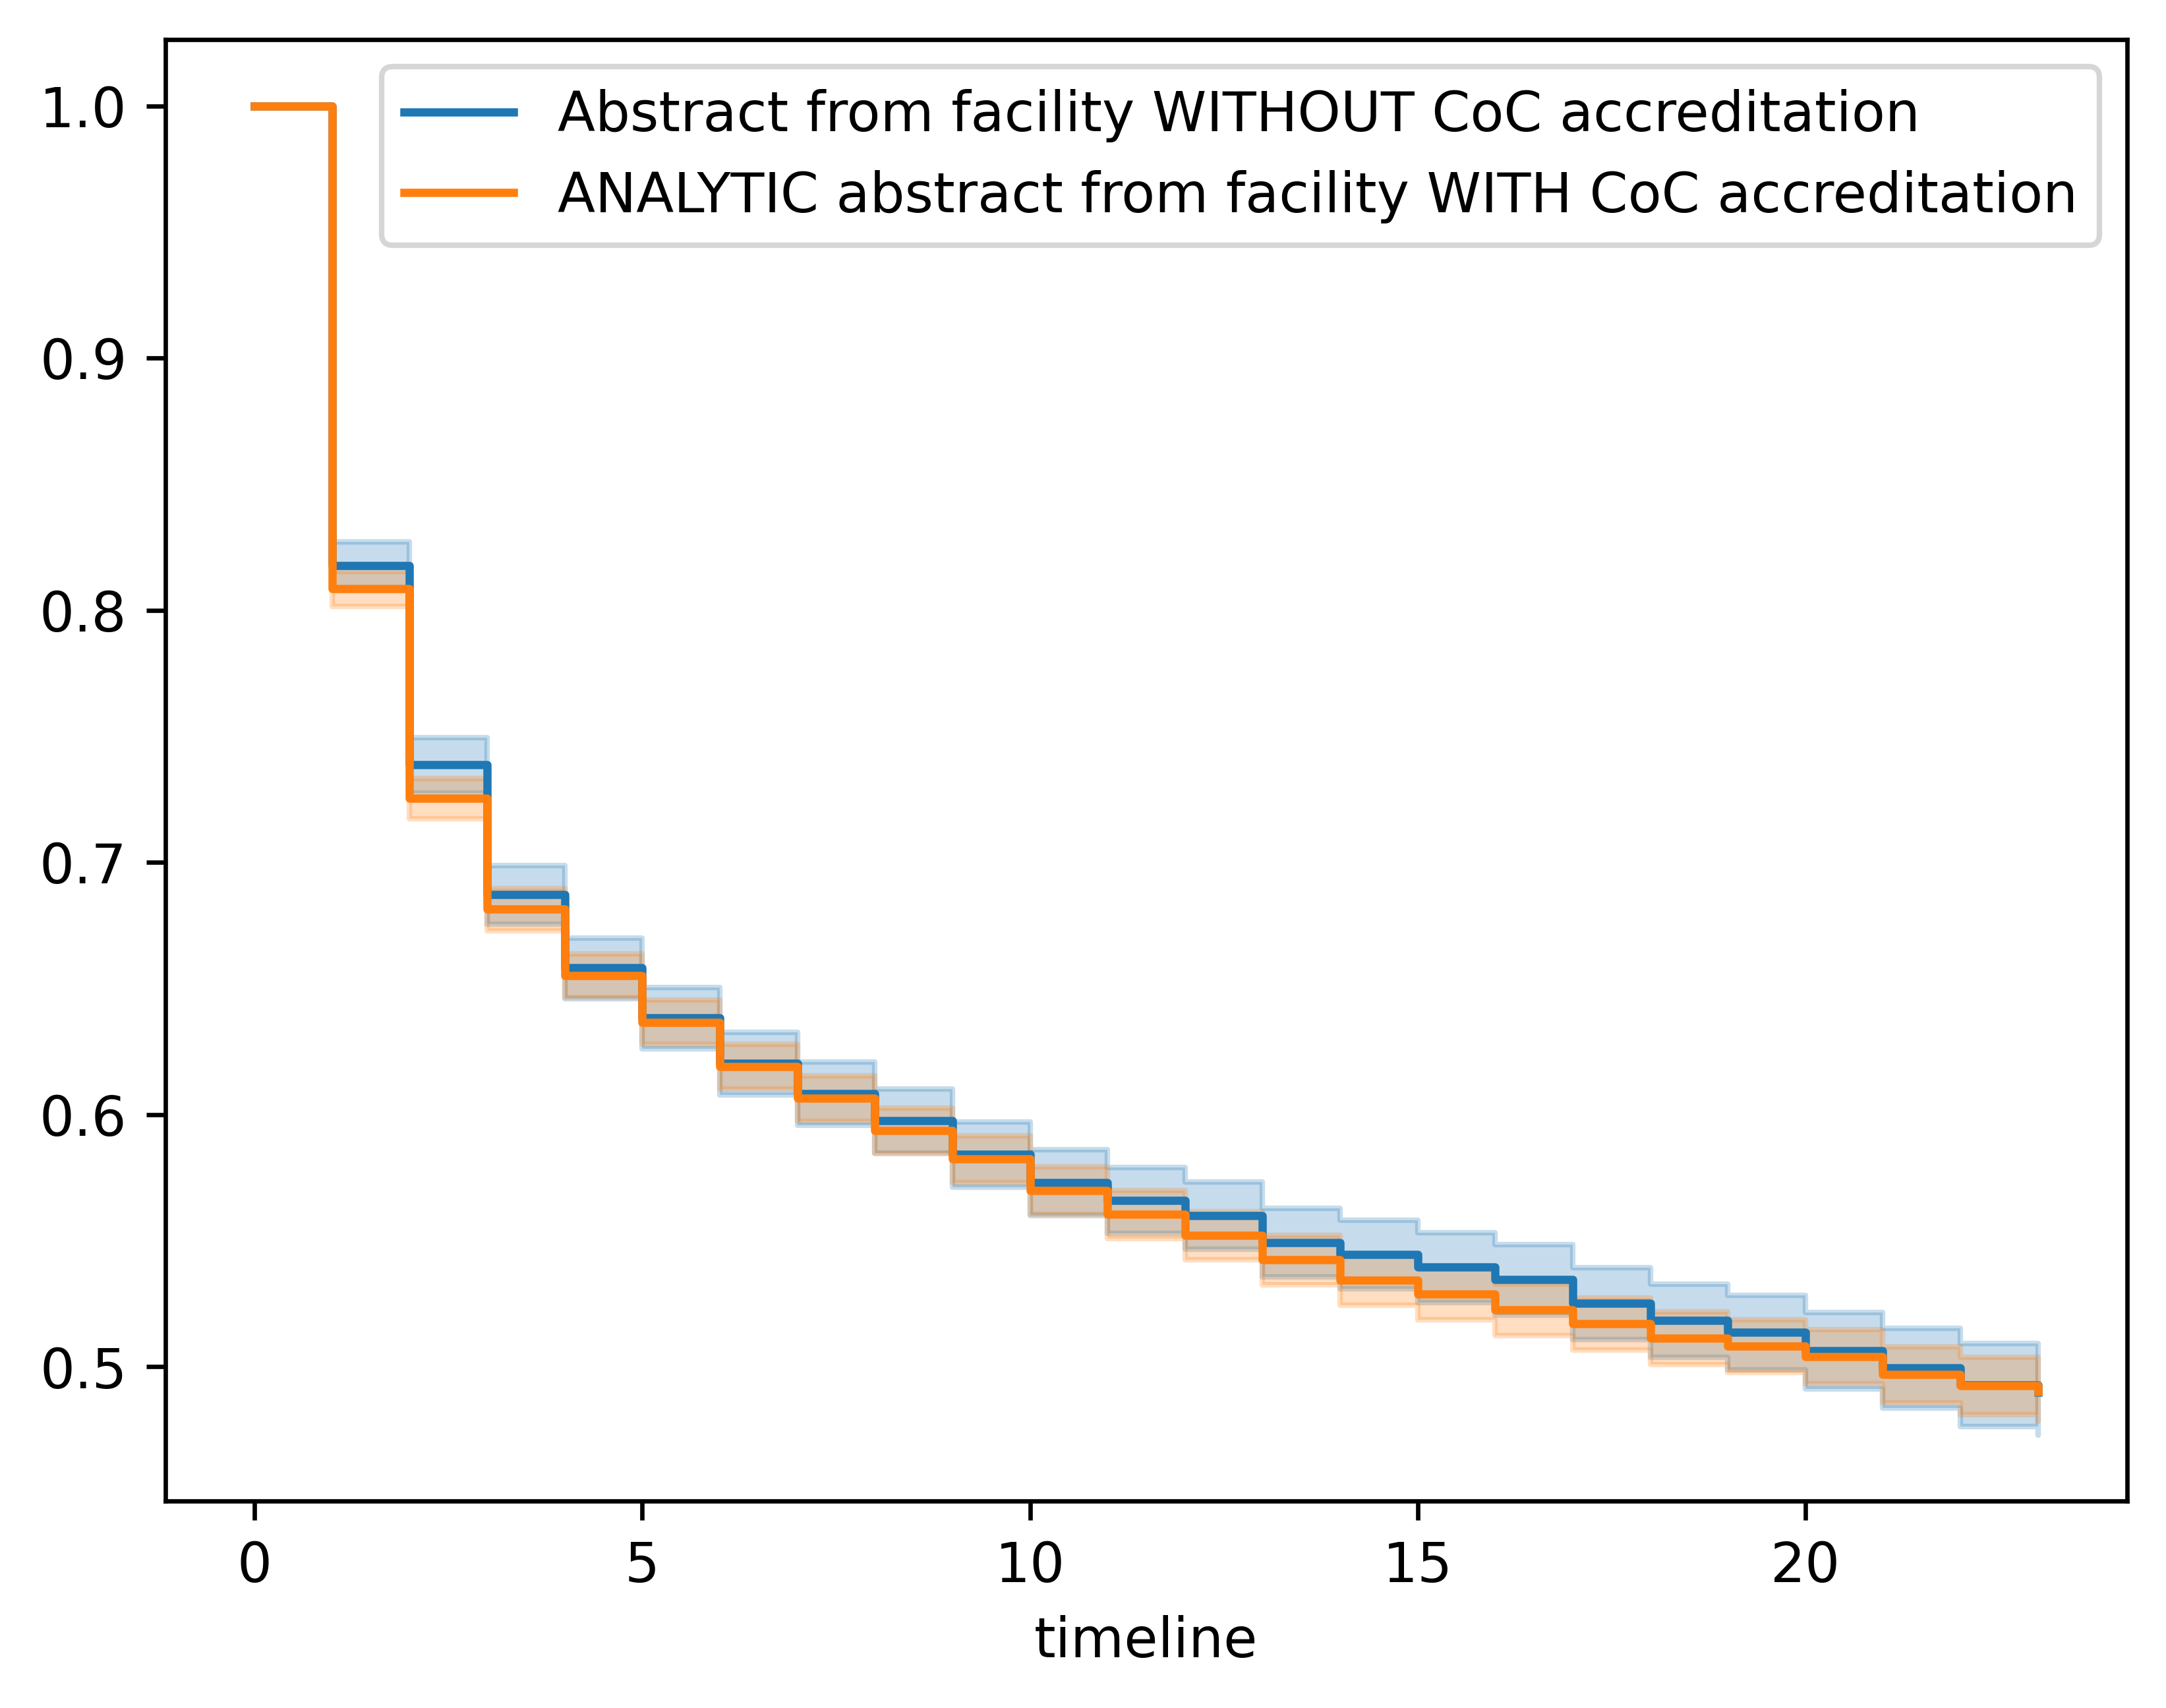 Abstract from facility WITHOUT CoC accreditation
ANALYTIC abstract from facility WITH CoC accreditation
1.0
0.9
0.8
0.7
0.6
0.5
0 5 10 15 20
timeline